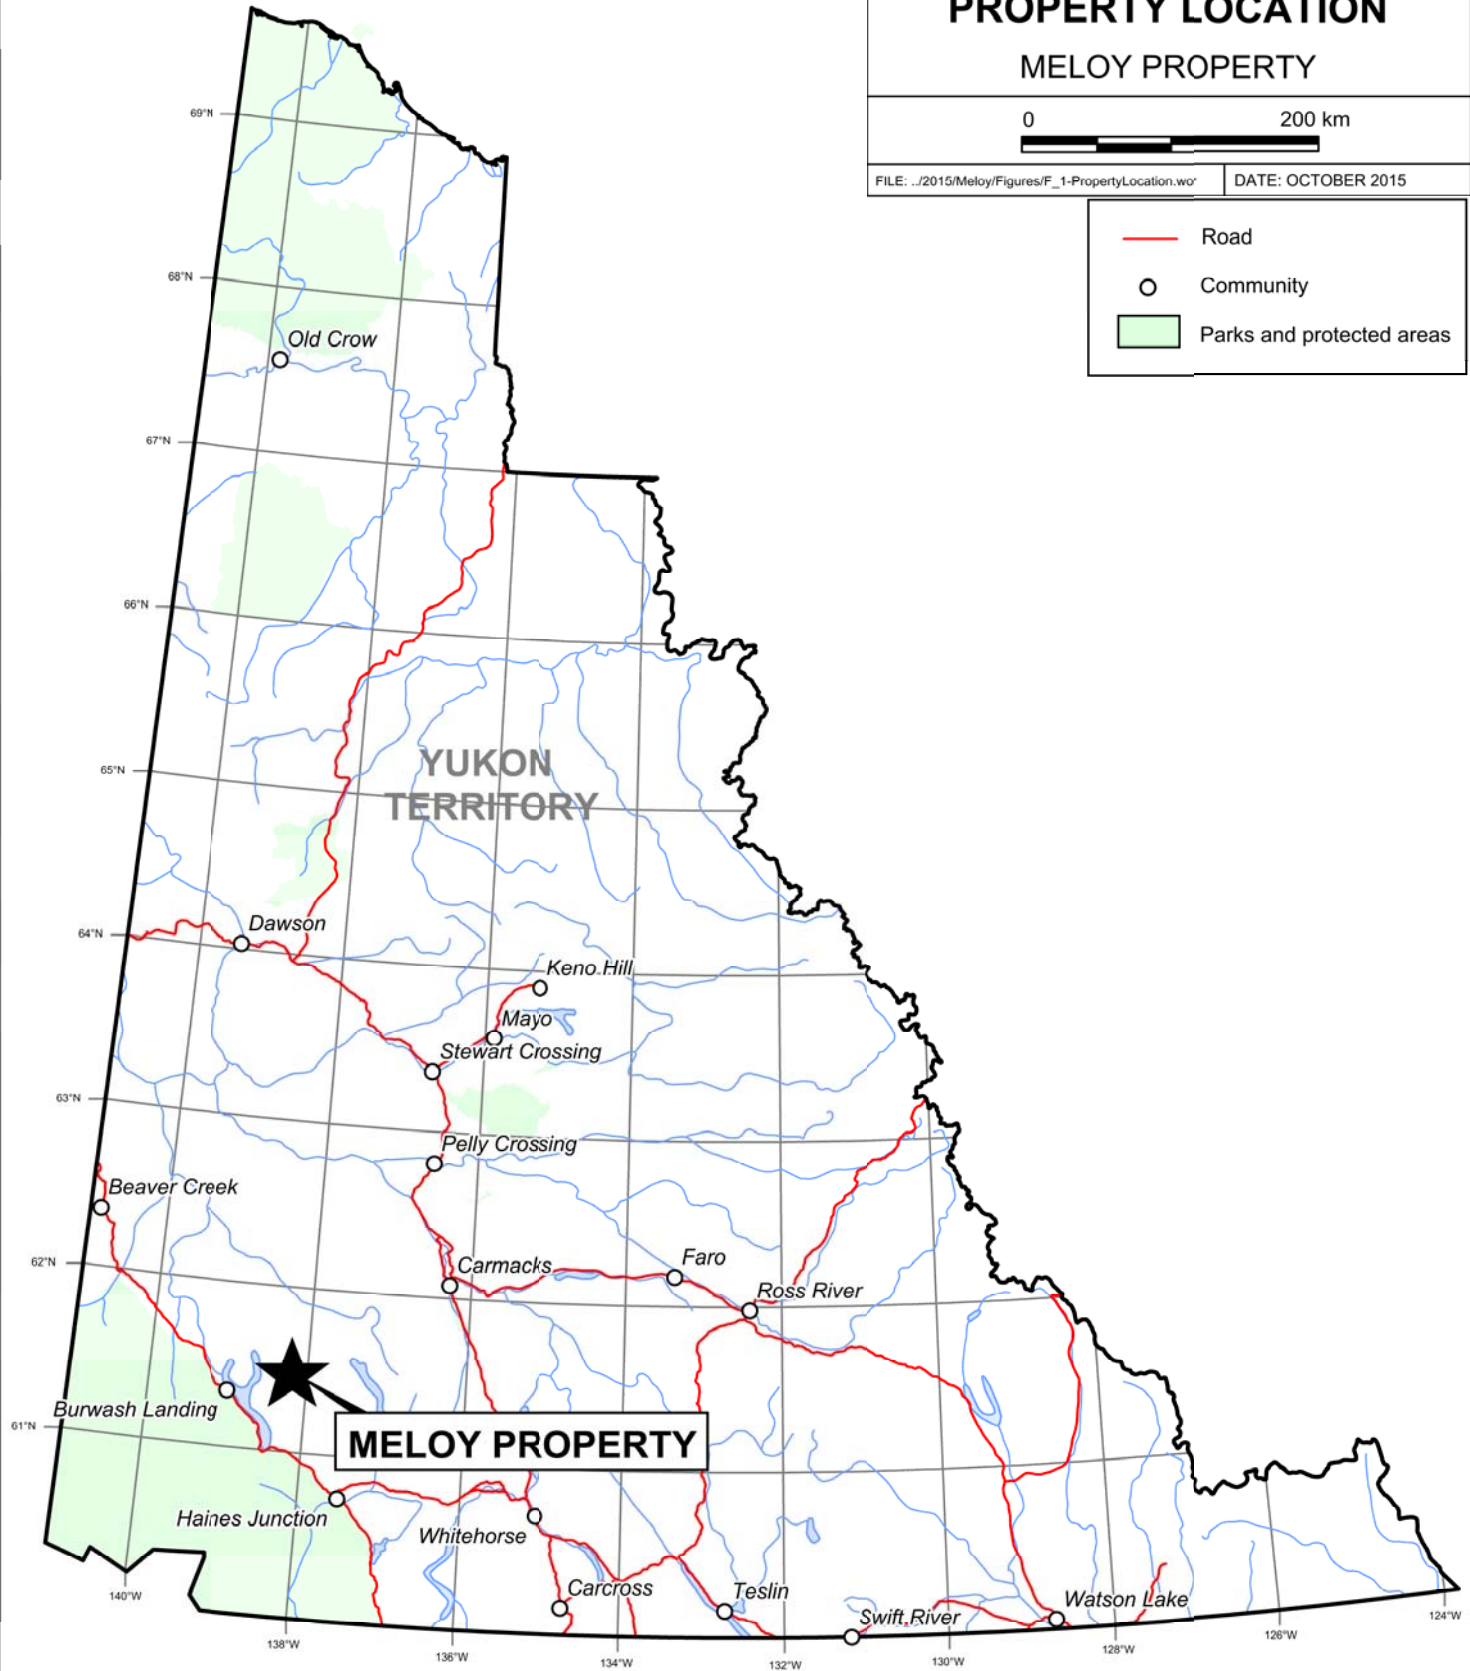 PROPERTY LOCATION
MELOY PROPERTY
0 200 km
FILE: ../2015/Meloy/Figures/F_1-PropertyLocation.wo
DATE: OCTOBER 2015
Road
Community
Parks and protected areas
69°N
68°N
Old Crow
67°N
66°N
YUKON
TERRITORY
65°N
Dawson
64°N
Keno Hill
Mayo
Stewart Crossing
63°N
Pelly Crossing
Beaver Creek
62°N
Carmacks
Faro
Ross River
Burwash Landing
61°N
MELOY PROPERTY
Haines Junction
Whitehorse
Carcross
Teslin
Swift River
Watson Lake
140°W
138°W
136°W
134°W
132°W
130°W
128°W
126°W
124°W